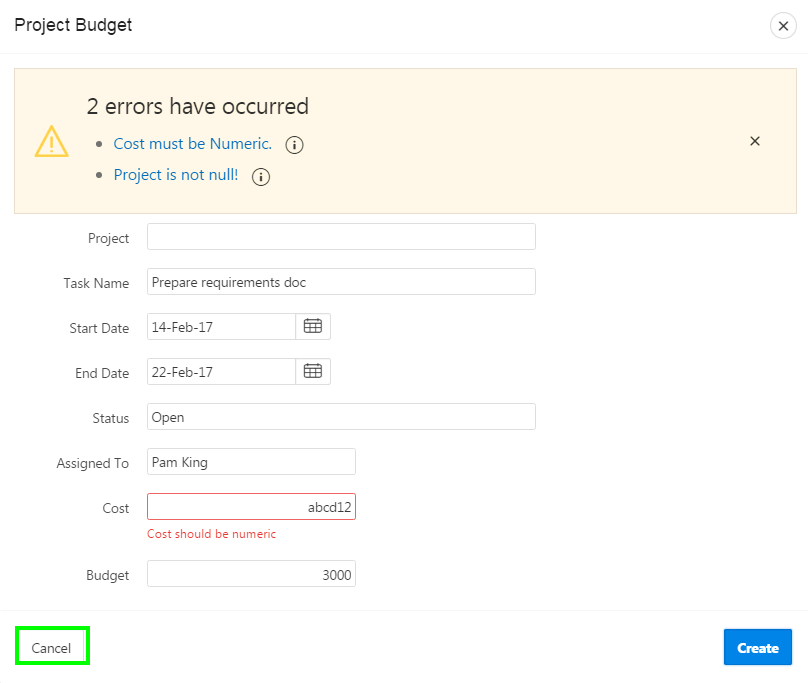 Project Budget
2 errors have occurred
Cost must be Numeric.
Project is not null!
Project
Task Name Prepare requirements doc
Start Date 14-Feb-17
End Date 22-Feb-17
Status Open
Assigned To Pam King
Cost abcd12
Cost should be numeric
Budget 3000
Cancel Create